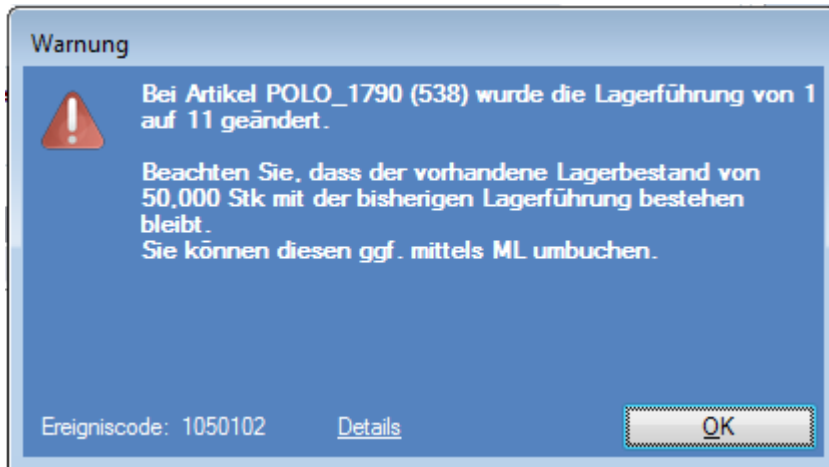 Warnung
Bei Artikel POLO_1790 (538) wurde die Lagerführung von 1
auf 11 geändert.
Beachten Sie, dass der vorhandene Lagerbestand von
50,000 Stk mit der bisherigen Lagerführung bestehen
bleibt.
Sie können diesen ggf. mittels ML umbuchen.
Ereigniscode: 1050102 Details OK